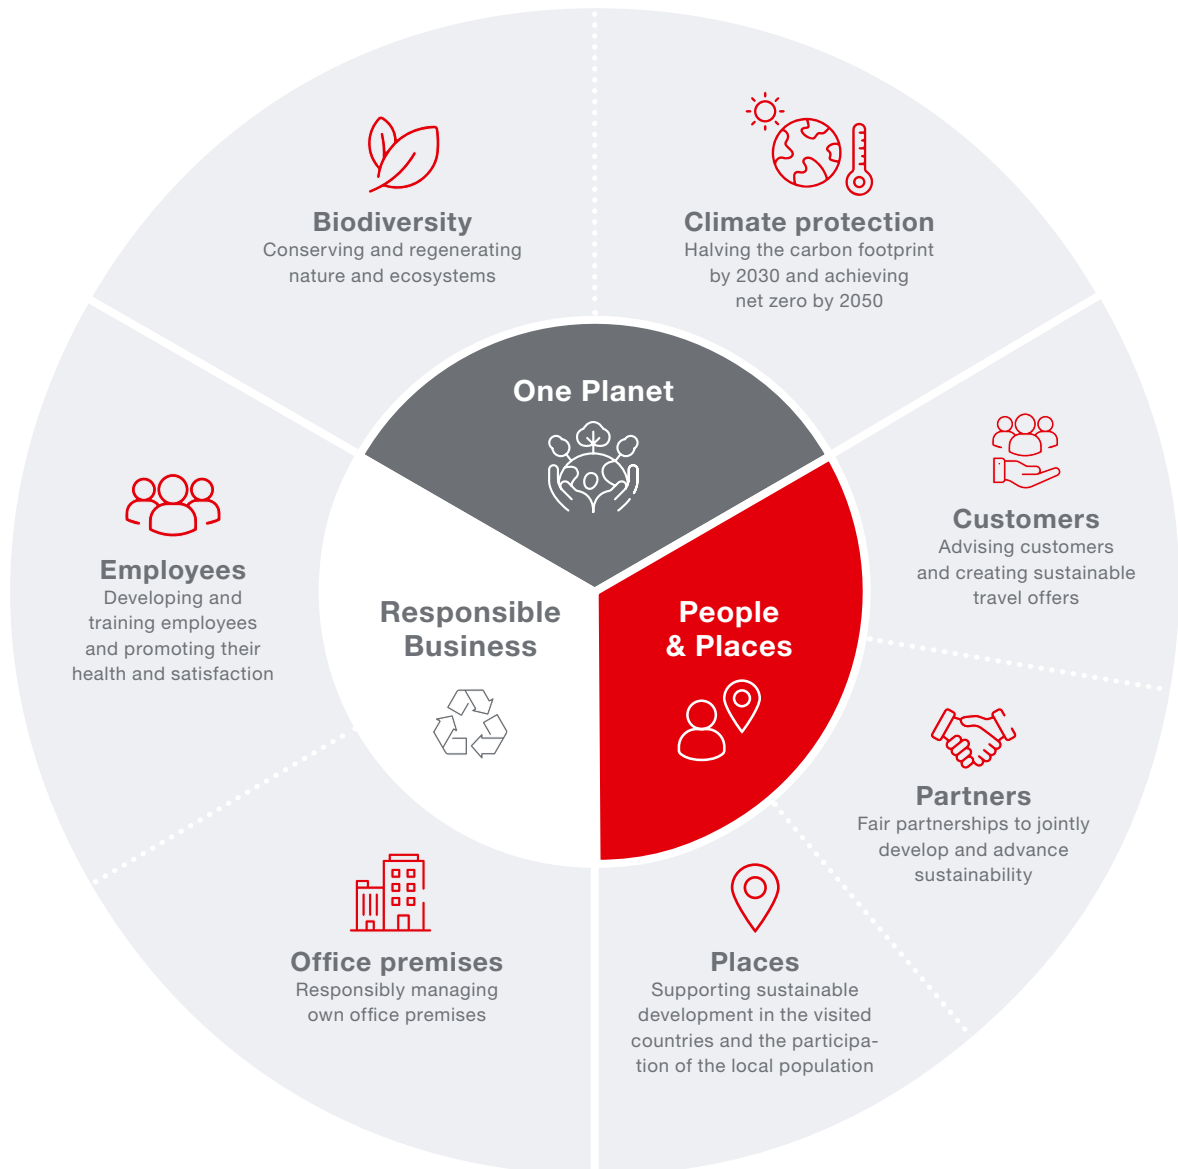 Biodiversity
Conserving and regenerating
nature and ecosystems
Climate protection
Halving the carbon footprint
by 2030 and achieving
net zero by 2050
One Planet
Customers
Advising customers
and creating sustainable
travel offers
Employees
Developing and
training employees
and promoting their
health and satisfaction
Responsible
Business
People
& Places
Partners
Fair partnerships to jointly
develop and advance
sustainability
Office premises
Responsibly managing
own office premises
Places
Supporting sustainable
development in the visited
countries and the participa-
tion of the local population